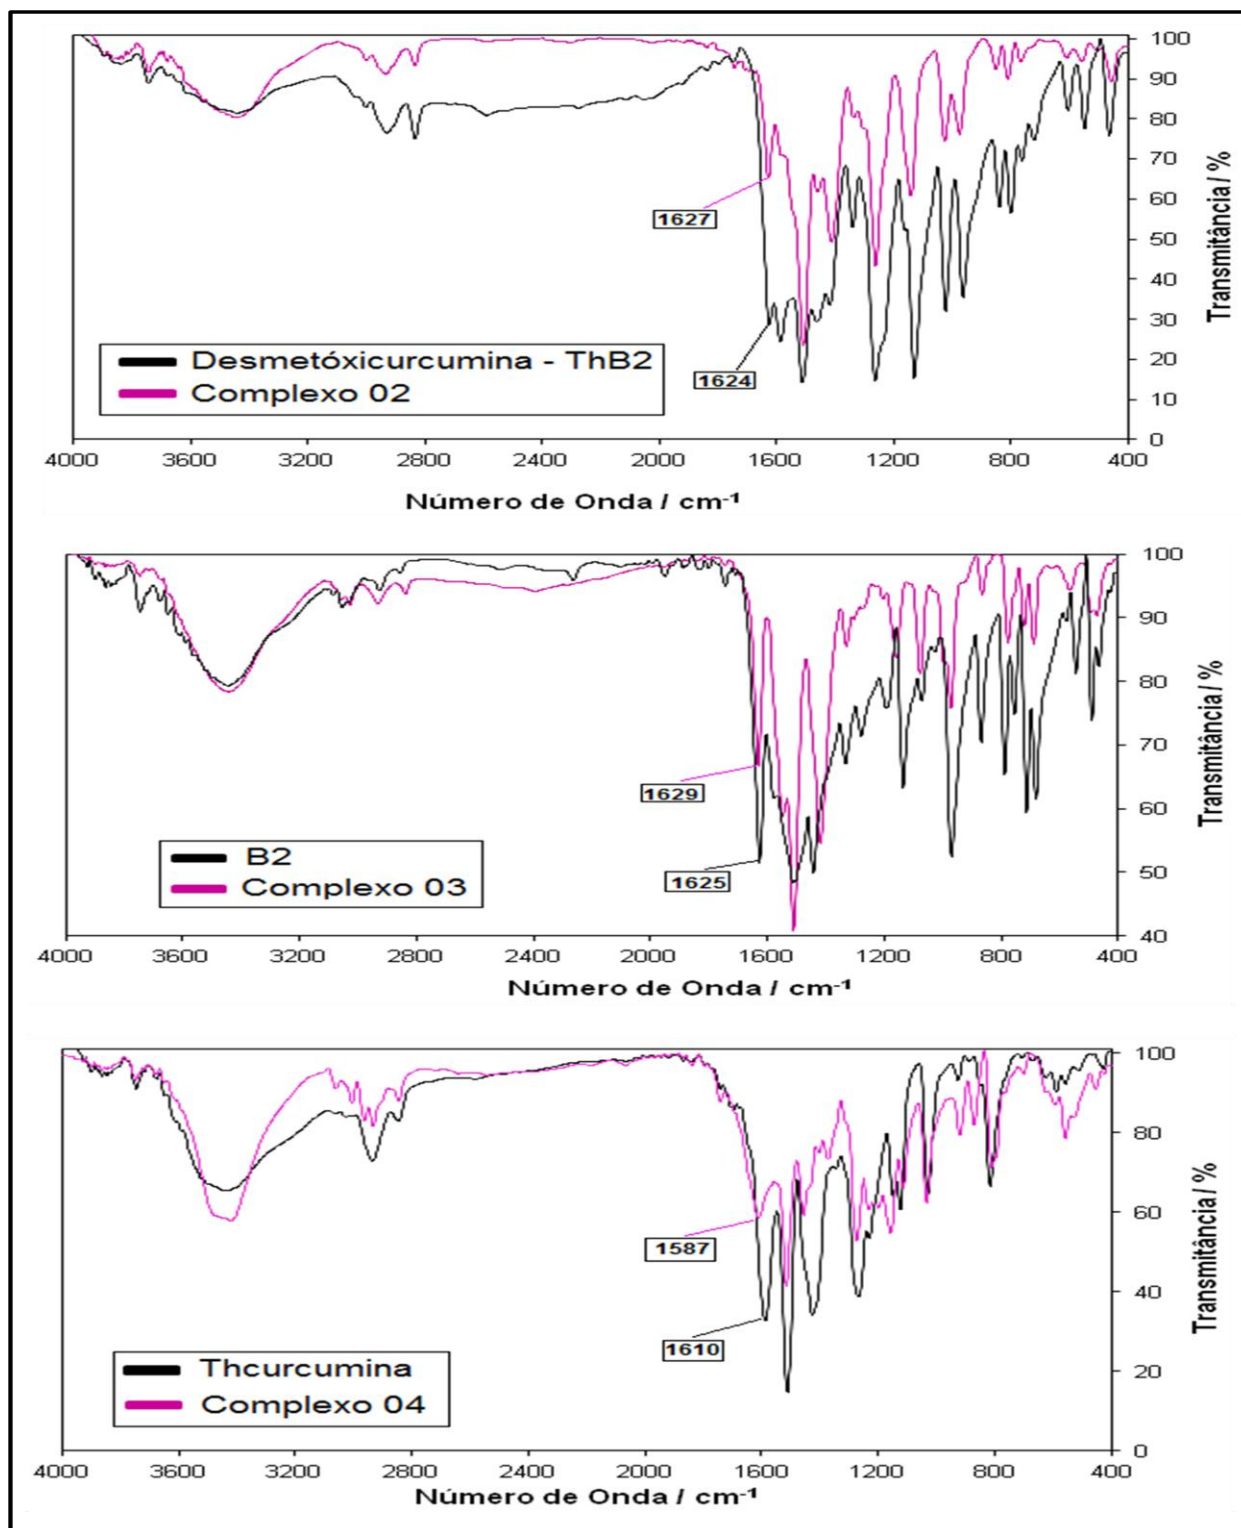 100
90
80
70
60
50
40
30
20
10
0
Transmitância / %
1627
1624
Desmetóxicurcumina - ThB2
Complexo 02
4000 3600 3200 2800 2400 2000 1600 1200 800 400
Número de Onda / cm⁻¹
100
90
80
70
60
50
40
Transmitância / %
1629
1625
B2
Complexo 03
4000 3600 3200 2800 2400 2000 1600 1200 800 400
Número de Onda / cm⁻¹
100
80
60
40
20
0
Transmitância / %
1587
1610
Thcurcumina
Complexo 04
4000 3600 3200 2800 2400 2000 1600 1200 800 400
Número de Onda / cm⁻¹